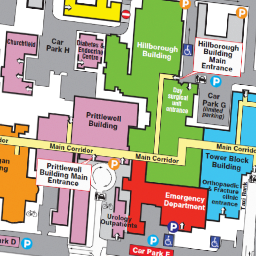 Churchfield
Car
Park H
Diabetes &
Endocrine
Centre
Hillborough
Building
Hillborough
Building
Main
Entrance
Day
surgical
unit
entrance
Car
Park G
(limited
parking)
Prittlewell
Building
Main Corridor
Main Corridor
Tower Block
Building
Prittlewell
Building Main
Entrance
Orthopaedic
& Fracture
clinic
entrance
Emergency
Department
Urology
Outpatients
P 1
Park D
P
Car Park E
P
P
P
P
P